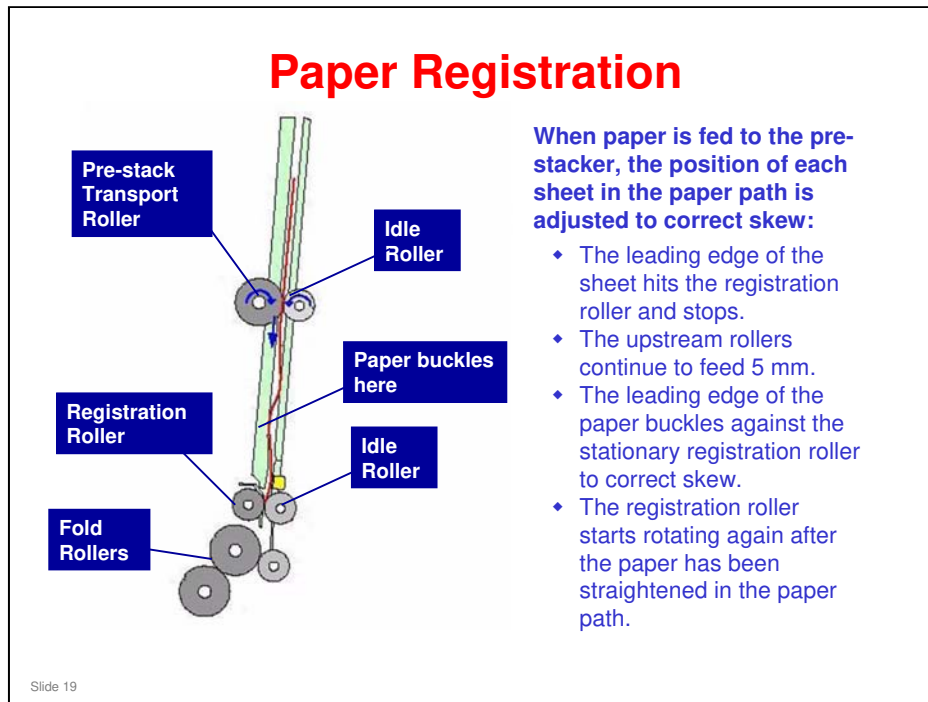 Paper Registration
Pre-stack
Transport
Roller
Idle
Roller
Paper buckles
here
Registration
Roller
Idle
Roller
Fold
Rollers
When paper is fed to the pre-
stacker, the position of each
sheet in the paper path is
adjusted to correct skew:
◆ The leading edge of the
sheet hits the registration
roller and stops.
◆ The upstream rollers
continue to feed 5 mm.
◆ The leading edge of the
paper buckles against the
stationary registration roller
to correct skew.
◆ The registration roller
starts rotating again after
the paper has been
straightened in the paper
path.
Slide 19